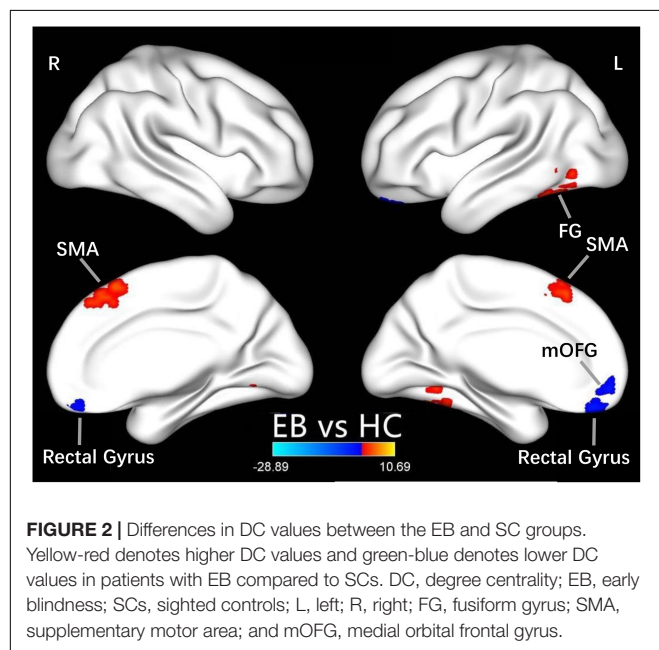 R
L
FG
SMA
SMA
mOFG
EB vs HC
-28.89
10.69
Rectal Gyrus
Rectal Gyrus
FIGURE 2 | Differences in DC values between the EB and SC groups.
Yellow-red denotes higher DC values and green-blue denotes lower DC
values in patients with EB compared to SCs. DC, degree centrality; EB, early
blindness; SCs, sighted controls; L, left; R, right; FG, fusiform gyrus; SMA,
supplementary motor area; and mOFG, medial orbital frontal gyrus.